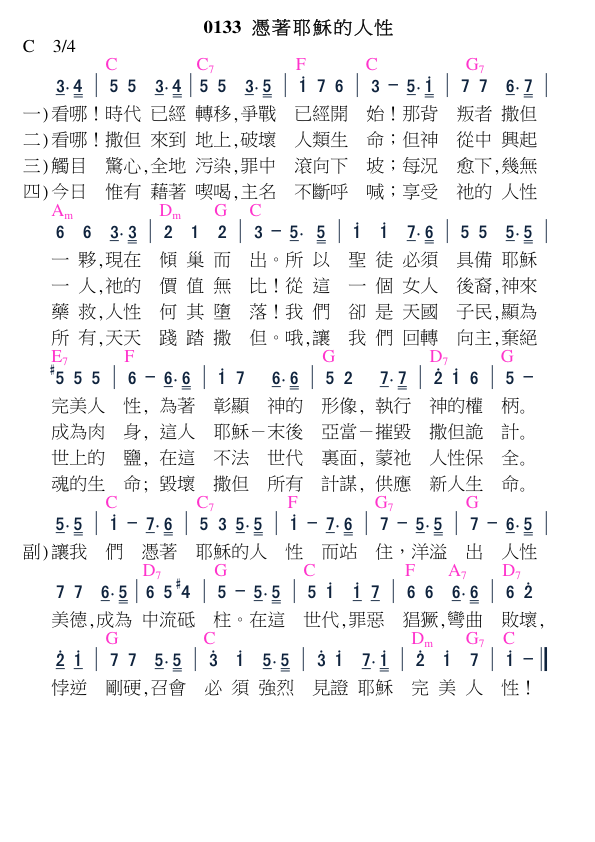 0133 憑著耶穌的人性
C 3/4
C C7 F C G7
3. 4 | 5 5 3. 4 | 5 5 3. 5 | i 7 6 | 3 − 5. i | 7 7 6. 7 |
一)看哪！時代 已經 轉移,爭戰 已經開 始！那背 叛者 撒但
二)看哪！撒但 來到 地上,破壞 人類生 命；但神 從中 興起
三)觸目 驚心,全地 污染,罪中 滾向下 坡；每況 愈下,幾無
四)今日 惟有 藉著 喫喝,主名 不斷呼 喊；享受 祂的 人性
Am Dm G C
6 6 3. 3 | 2 1 2 | 3 − 5. 5 | i i 7. 6 | 5 5 5. 5 |
一 夥,現在 傾 巢 而 出。所 以 聖 徒 必須 具備 耶穌
一 人,祂的 價 值 無 比！從 這 一 個 女人 後裔,神來
藥 救,人性 何 其 墮 落！我 們 卻 是 天國 子民,顯為
所 有,天天 踐 踏 撒 但。哦,讓 我 們 回轉 向主,棄絕
E7 F G D7 G
#5 5 5 | 6 − 6. 6 | i 7 6. 6 | 5 2 7. 7 | 2 i 6 | 5 −
完美人 性, 為著 彰顯 神的 形像, 執行 神的權 柄。
成為肉 身, 這人 耶穌－末後 亞當－摧毀 撒但詭 計。
世上的 鹽, 在這 不法 世代 裏面, 蒙祂 人性保 全。
魂的生 命; 毀壞 撒但 所有 計謀, 供應 新人生 命。
C C7 F G7 G
5. 5 | i − 7. 6 | 5 3 5. 5 | i − 7. 6 | 7 − 5. 5 | 7 − 6. 5 |
副)讓我 們 憑著 耶穌的人 性 而站 住，洋溢 出 人性
D7 G C F A7 D7
7 7 6. 5 | 6 5 #4 | 5 − 5. 5 | 5 i i 7 | 6 6 6. 6 | 6 2
美德,成為 中流砥 柱。在這 世代,罪惡 猖獗,彎曲 敗壞,
G C Dm G7 C
2 i | 7 7 5. 5 | 3 i 5. 5 | 3 i 7. i | 2 i 7 | i −
悖逆 剛硬,召會 必 須 強烈 見證 耶穌 完 美 人 性！